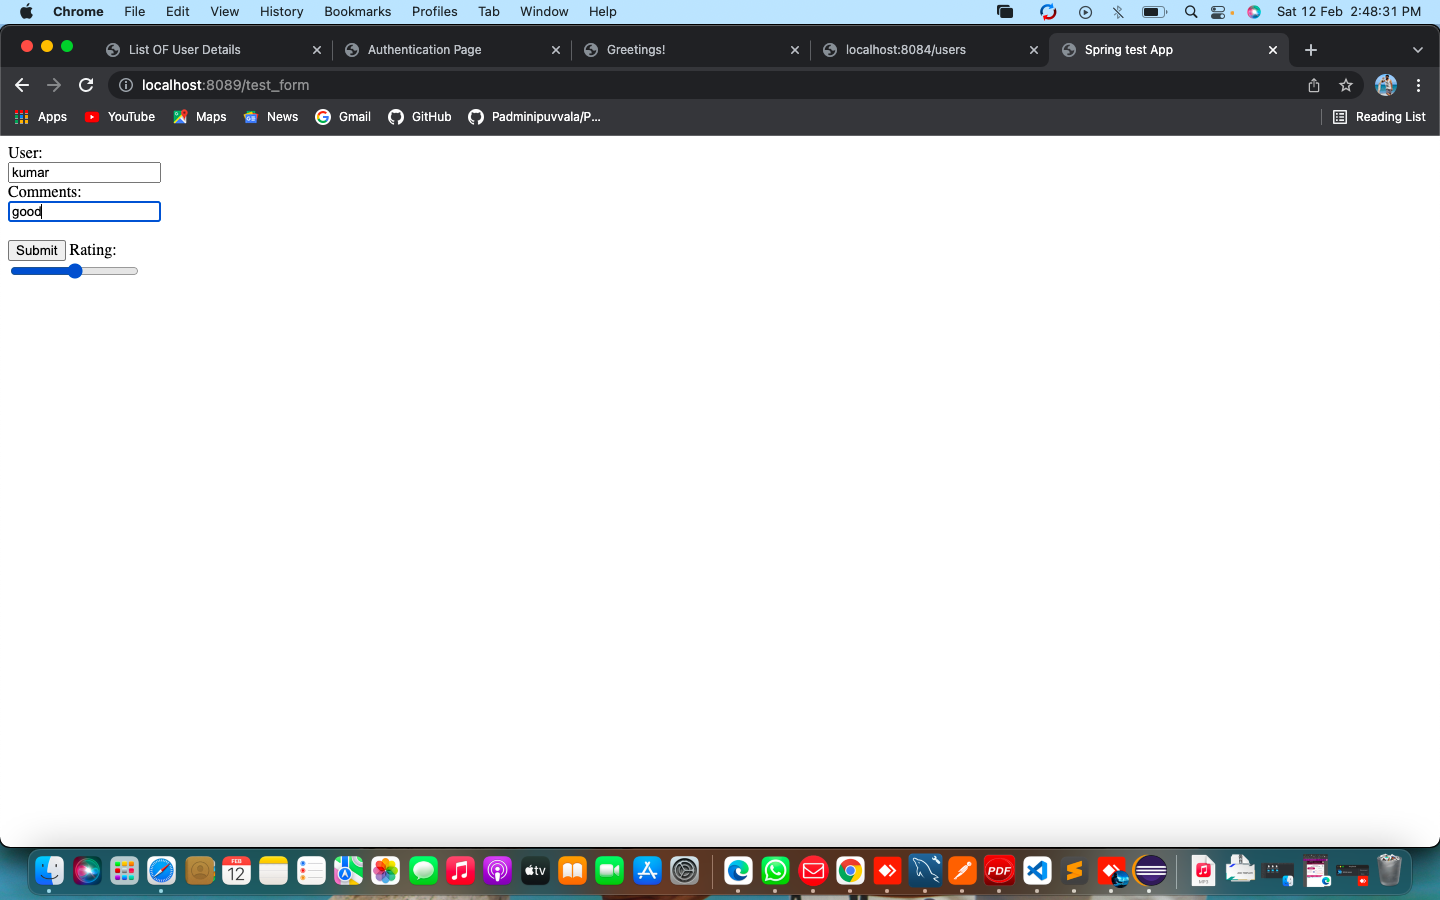 Chrome File Edit View History Bookmarks Profiles Tab Window Help Sat 12 Feb 2:48:31 PM
List OF User Details Authentication Page Greetings! localhost:8084/users Spring test App
localhost:8089/test_form
Apps YouTube Maps News Gmail GitHub Padminipuvvala/P... Reading List
User:
kumar
Comments:
good
Submit Rating:
FEB
12
tv
PDF